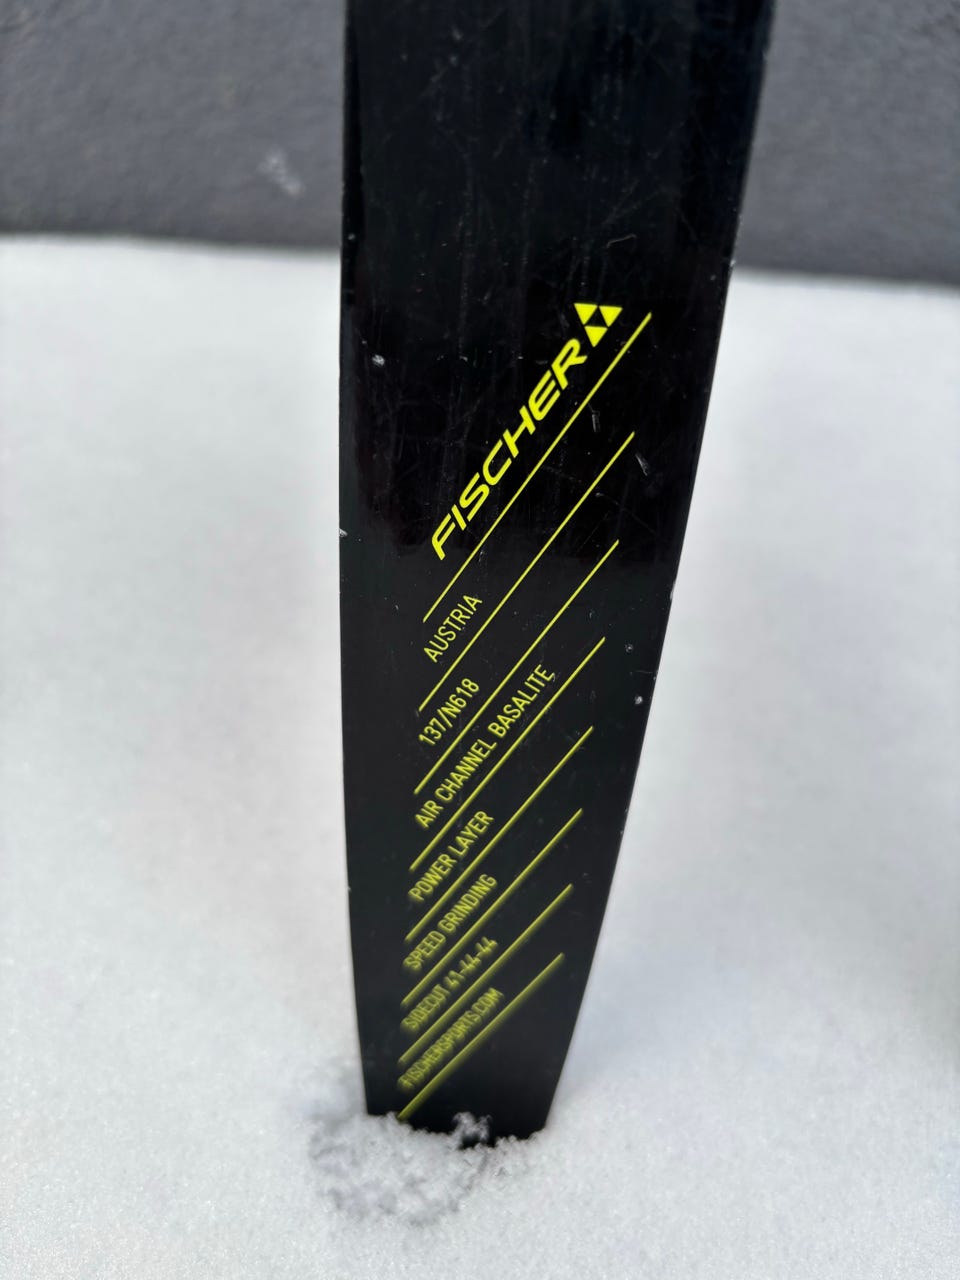 FISCHER
AUSTRIA
137/N618
AIR CHANNEL BASALITE
POWER LAYER
SPEED GRINDING
SIDECUT 41-44-44
FISCHERSPORTS.COM